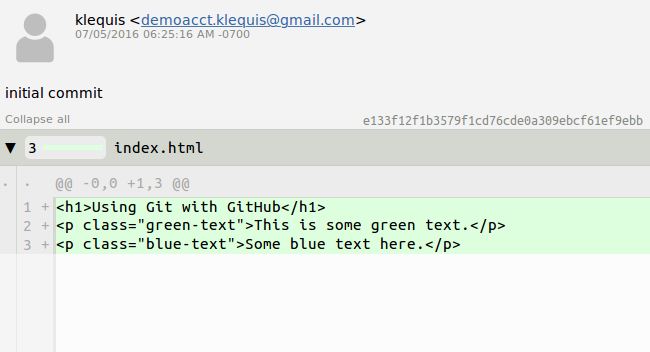 klequis <demoacct.klequis@gmail.com>
07/05/2016 06:25:16 AM -0700
initial commit
Collapse all e133f12f1b3579f1cd76cde0a309ebcf61ef9ebb
▼ 3 index.html
. . @@ -0,0 +1,3 @@
1 + <h1>Using Git with GitHub</h1>
2 + <p class="green-text">This is some green text.</p>
3 + <p class="blue-text">Some blue text here.</p>